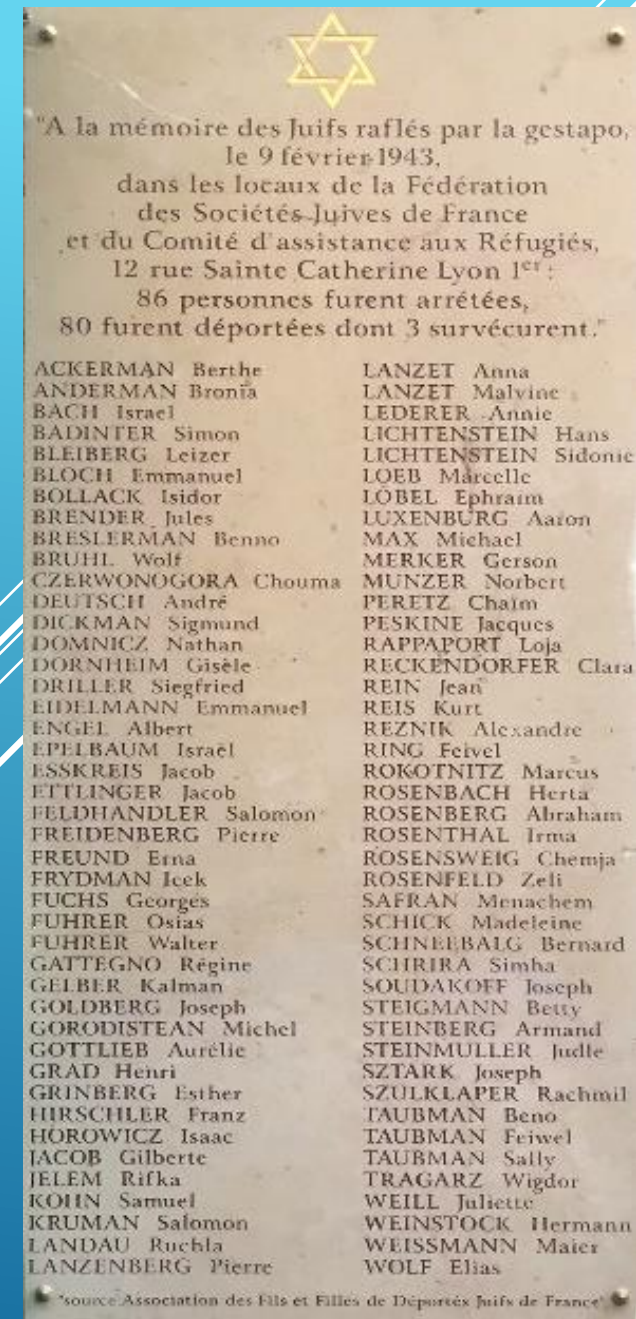 "A la mémoire des Juifs raflés par la gestapo,
le 9 février 1943,
dans les locaux de la Fédération
des Sociétés Juives de France
et du Comité d'assistance aux Réfugiés,
12 rue Sainte Catherine Lyon 1er :
86 personnes furent arrétées,
80 furent déportées dont 3 survécurent."
ACKERMAN Berthe
ANDERMAN Bronia
BACH Israel
BADINTER Simon
BLEIBERG Leizer
BLOCH Emmanuel
BOLLACK Isidor
BRENDER Jules
BRESLERMAN Benno
BRUHL Wolf
CZERWONOGORA Chouma
DEUTSCH André
DICKMAN Sigmund
DOMNICZ Nathan
DORNHEIM Gisèle
DRILLER Siegfried
EIDELMANN Emmanuel
ENGEL Albert
EPELBAUM Israël
ESSKREIS Jacob
ETTLINGER Jacob
FELDHANDLER Salomon
FREIDENBERG Pierre
FREUND Erna
FRYDMAN Icek
FUCHS Georges
FUHRER Osias
FUHRER Walter
GATTEGNO Régine
GELBER Kalman
GOLDBERG Joseph
GORODISTEAN Michel
GOTTLIEB Aurélie
GRAD Henri
GRINBERG Esther
HIRSCHLER Franz
HOROWICZ Isaac
JACOB Gilberte
JELEM Rifka
KOHN Samuel
KRUMAN Salomon
LANDAU Ruchla
LANZENBERG Pierre
LANZET Anna
LANZET Malvine
LEDERER Annie
LICHTENSTEIN Hans
LICHTENSTEIN Sidonie
LOEB Marcelle
LOBEL Ephraim
LUXENBURG Aaron
MAX Michael
MERKER Gerson
MUNZER Norbert
PERETZ Chaïm
PESKINE Jacques
RAPPAPORT Loja
RECKENDORFER Clara
REIN Jean
REIS Kurt
REZNIK Alexandre
RING Feivel
ROKOTNITZ Marcus
ROSENBACH Herta
ROSENBERG Abraham
ROSENTHAL Irma
ROSENSWEIG Chemja
ROSENFELD Zeli
SAFRAN Menachem
SCHICK Madeleine
SCHNEEBALG Bernard
SCHRIRA Simha
SOUDAKOFF Joseph
STEIGMANN Betty
STEINBERG Armand
STEINMULLER Judle
SZTARK Joseph
SZULKLAPER Rachmil
TAUBMAN Beno
TAUBMAN Feiwel
TAUBMAN Sally
TRAGARZ Wigdor
WEILL Juliette
WEINSTOCK Hermann
WEISSMANN Maier
WOLF Elias
"source Association des Fils et Filles de Déportés Juifs de France"